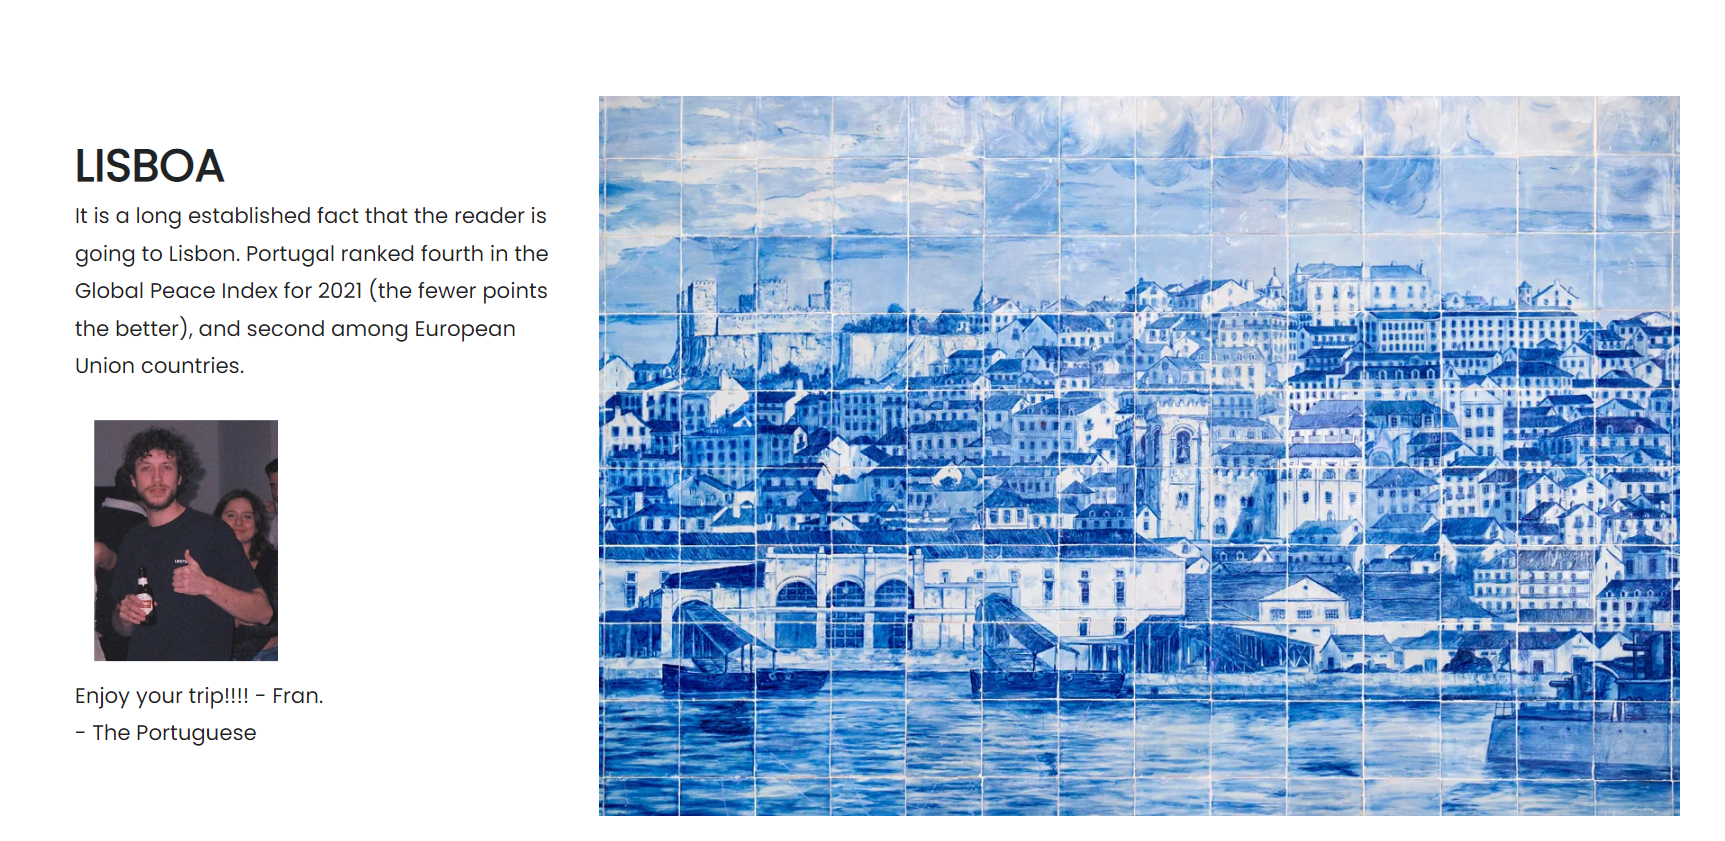 LISBOA
It is a long established fact that the reader is
going to Lisbon. Portugal ranked fourth in the
Global Peace Index for 2021 (the fewer points
the better), and second among European
Union countries.
Enjoy your trip!!!! - Fran.
- The Portuguese